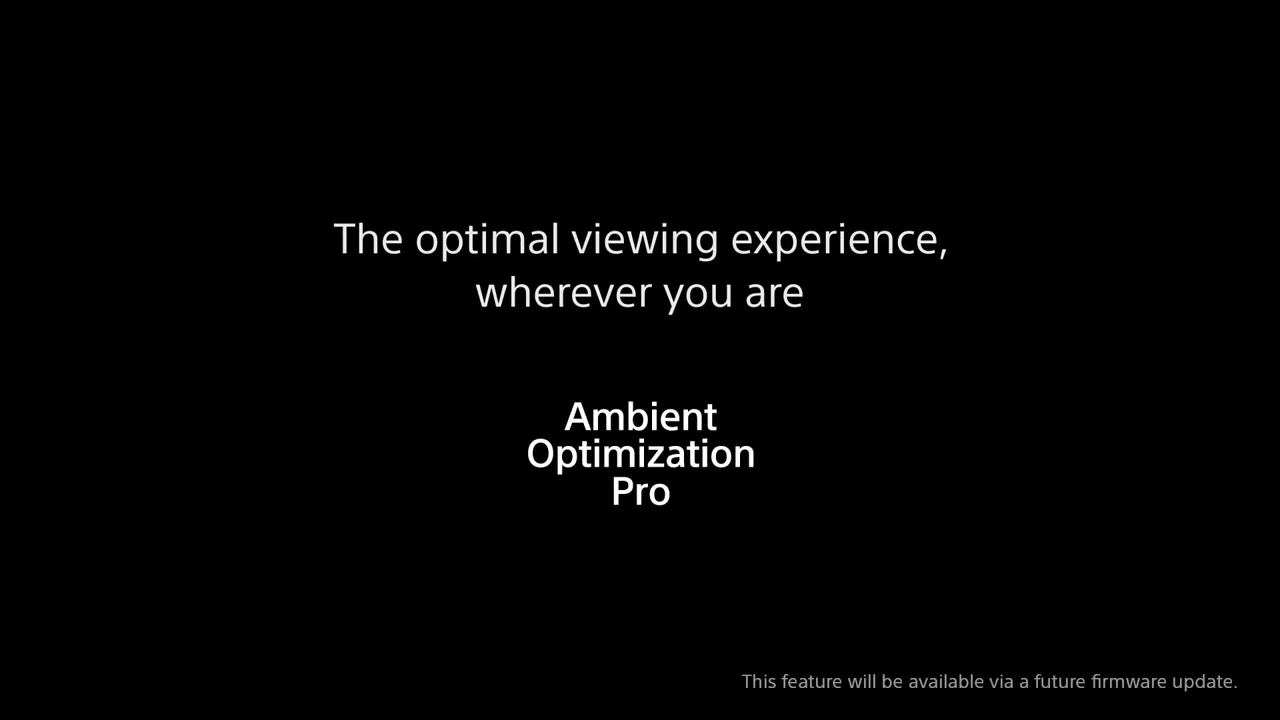 The optimal viewing experience,
wherever you are
Ambient
Optimization
Pro
This feature will be available via a future firmware update.